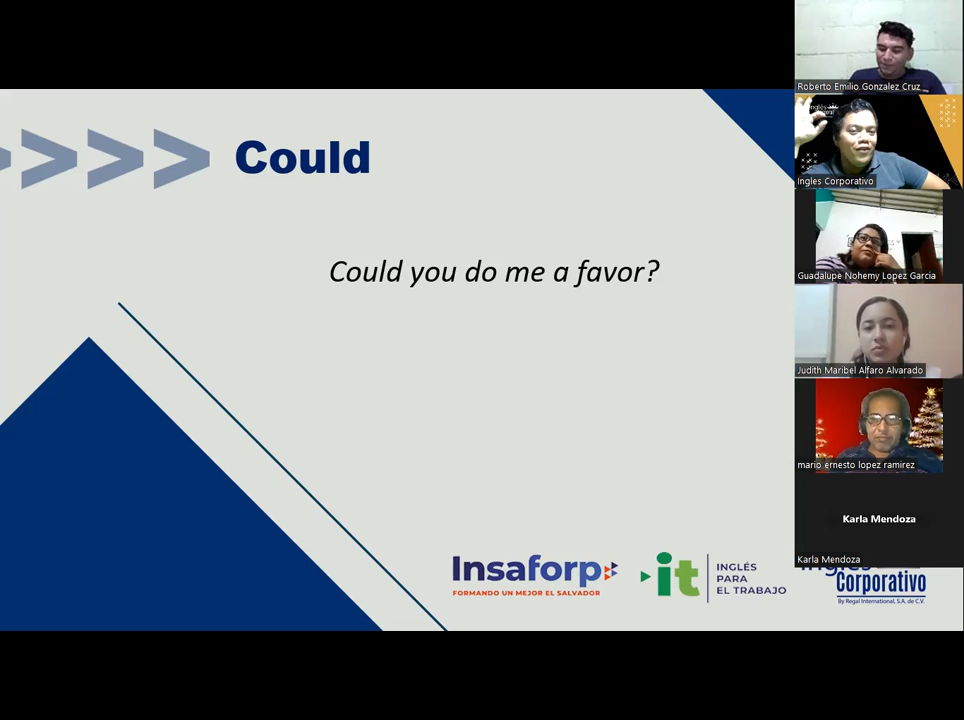 Could
Could you do me a favor?
Insaforp
FORMANDO UN MEJOR EL SALVADOR
it
INGLÉS
PARA
EL TRABAJO
Corporativo
By Regal International, S.A. de C.V.
Roberto Emilio Gonzalez Cruz
Ingles Corporativo
Guadalupe Nohemy Lopez Garcia
Judith Maribel Alfaro Alvarado
mario ernesto lopez ramirez
Karla Mendoza
Karla Mendoza